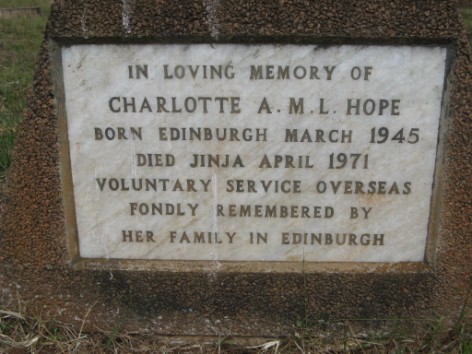 IN LOVING MEMORY OF
CHARLOTTE A.M.L. HOPE
BORN EDINBURGH MARCH 1945
DIED JINJA APRIL 1971
VOLUNTARY SERVICE OVERSEAS
FONDLY REMEMBERED BY
HER FAMILY IN EDINBURGH